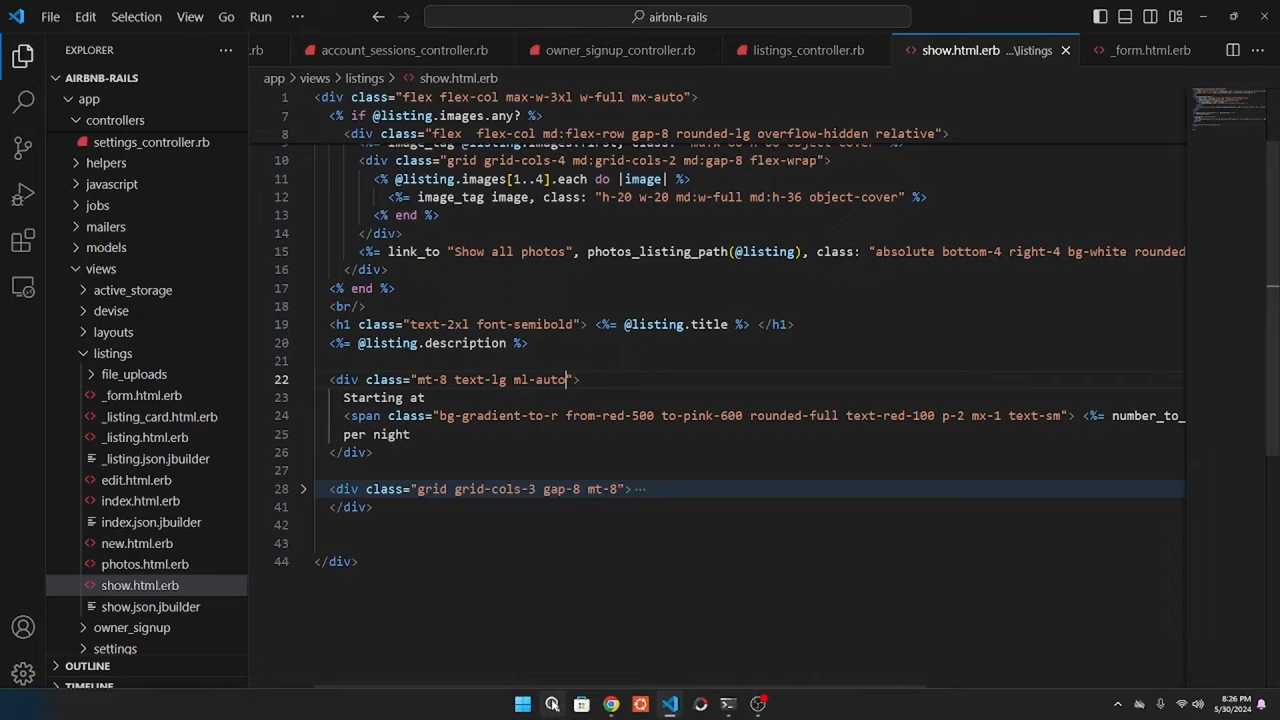 File Edit Selection View Go Run ··· airbnb-rails
EXPLORER ··· .rb account_sessions_controller.rb owner_signup_controller.rb listings_controller.rb show.html.erb ...\listings _form.html.erb ···
AIRBNB-RAILS
app
controllers
settings_controller.rb
helpers
javascript
jobs
mailers
models
views
active_storage
devise
layouts
listings
file_uploads
_form.html.erb
_listing_card.html.erb
_listing.html.erb
_listing.json.jbuilder
edit.html.erb
index.html.erb
index.json.jbuilder
new.html.erb
photos.html.erb
show.html.erb
show.json.jbuilder
owner_signup
settings
OUTLINE
TIMELINE
app > views > listings > show.html.erb
1 <div class="flex flex-col max-w-3xl w-full mx-auto">
7 <% if @listing.images.any? %>
8 <div class="flex  flex-col md:flex-row gap-8 rounded-lg overflow-hidden relative">
10 <div class="grid grid-cols-4 md:grid-cols-2 md:gap-8 flex-wrap">
11 <% @listing.images[1..4].each do |image| %>
12 <%= image_tag image, class: "h-20 w-20 md:w-full md:h-36 object-cover" %>
13 <% end %>
14 </div>
15 <%= link_to "Show all photos", photos_listing_path(@listing), class: "absolute bottom-4 right-4 bg-white rounded
16 </div>
17 <% end %>
18 <br/>
19 <h1 class="text-2xl font-semibold"> <%= @listing.title %> </h1>
20 <%= @listing.description %>
21
22 <div class="mt-8 text-lg ml-auto">
23 Starting at
24 <span class="bg-gradient-to-r from-red-500 to-pink-600 rounded-full text-red-100 p-2 mx-1 text-sm"> <%= number_to_
25 per night
26 </div>
27
28 <div class="grid grid-cols-3 gap-8 mt-8">···
41 </div>
42
43
44 </div>
8:26 PM
5/30/2024